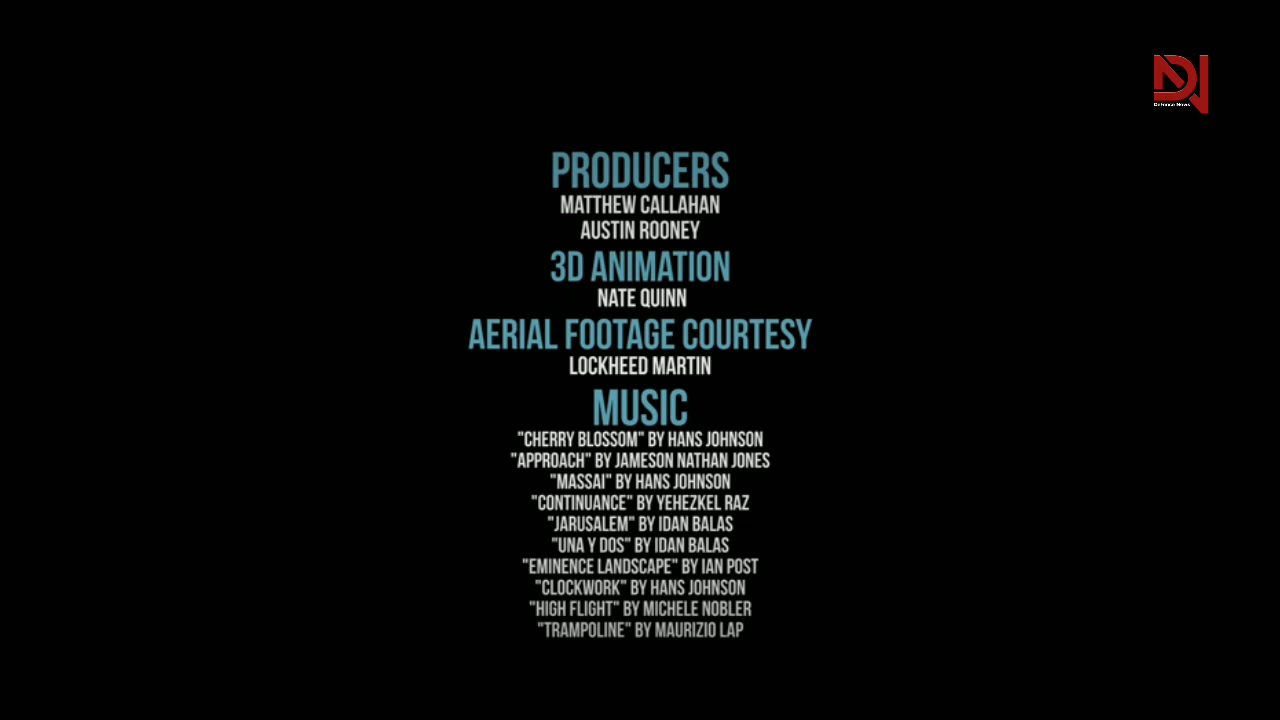 Defence News
PRODUCERS
MATTHEW CALLAHAN
AUSTIN ROONEY
3D ANIMATION
NATE QUINN
AERIAL FOOTAGE COURTESY
LOCKHEED MARTIN
MUSIC
"CHERRY BLOSSOM" BY HANS JOHNSON
"APPROACH" BY JAMESON NATHAN JONES
"MASSAI" BY HANS JOHNSON
"CONTINUANCE" BY YEHEZKEL RAZ
"JARUSALEM" BY IDAN BALAS
"UNA Y DOS" BY IDAN BALAS
"EMINENCE LANDSCAPE" BY IAN POST
"CLOCKWORK" BY HANS JOHNSON
"HIGH FLIGHT" BY MICHELE NOBLER
"TRAMPOLINE" BY MAURIZIO LAP